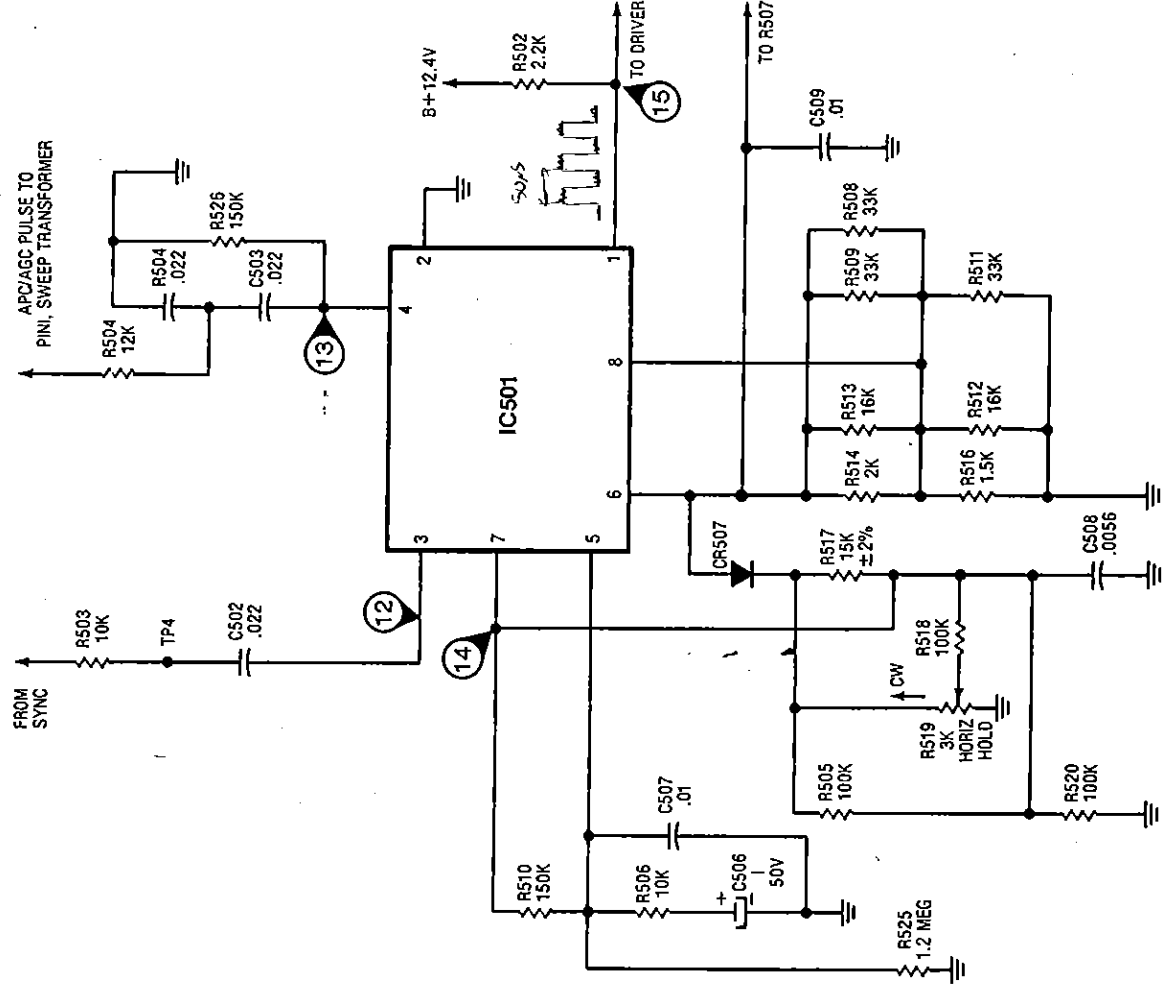 APC/AGC PULSE TO
PINI, SWEEP TRANSFORMER
R504
12K
R504
.022
C503
.022
R526
150K
13
B+12.4V
R502
2.2K
50µS
15
TO DRIVER
TO R507
FROM
SYNC
R503
10K
TP4
C502
.022
12
14
IC501
4
2
3
7
5
1
8
6
C509
.01
R508
33K
R509
33K
R511
33K
R513
16K
R512
16K
R514
2K
R516
1.5K
CR507
R517
15K
±2%
C508
.0056
R518
100K
CW
R519
3K
HORIZ
HOLD
R505
100K
R520
100K
C507
.01
R510
150K
R506
10K
+
C506
1
50V
–
R525
1.2 MEG